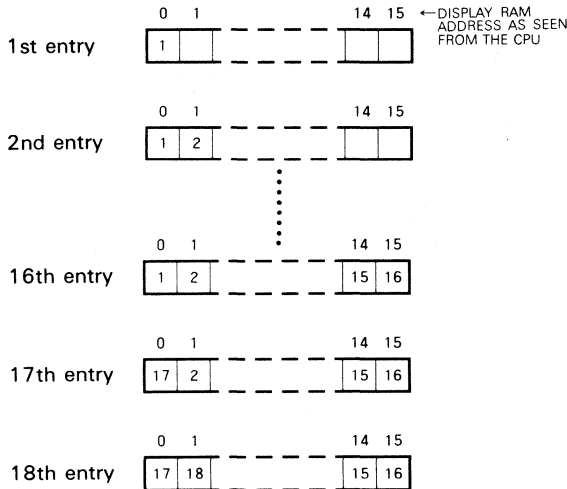 0 1 14 15 ←DISPLAY RAM
ADDRESS AS SEEN
FROM THE CPU
1st entry 1
0 1 14 15
2nd entry 1 2
0 1 14 15
16th entry 1 2 15 16
0 1 14 15
17th entry 17 2 15 16
0 1 14 15
18th entry 17 18 15 16